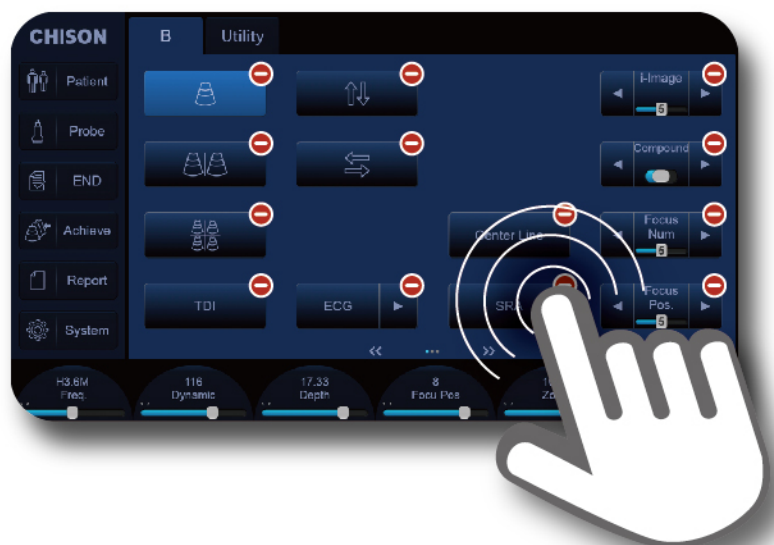 CHISON
B
Utility
Patient
Probe
END
Achieve
Report
System
i-Image
5
Compound
Focus
Num
5
Center Line
TDI
ECG
SRA
Focus
Pos.
5
H3.6M
Freq.
116
Dynamic
17.33
Depth
8
Focu Pos